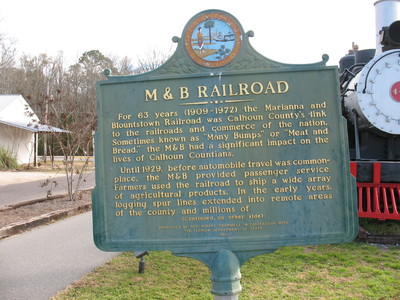 M & B RAILROAD
For 63 years (1909-1972) the Marianna and
Blountstown Railroad was Calhoun County's link
to the railroads and commerce of the nation.
Sometimes known as "Many Bumps" or "Meat and
Bread," the M&B had a significant impact on the
lives of Calhoun Countians.
Until 1929, before automobile travel was common-
place, the M&B provided passenger service.
Farmers used the railroad to ship a wide array
of agricultural products. In the early years,
logging spur lines extended into remote areas
of the county and millions of
(Continued on other side)